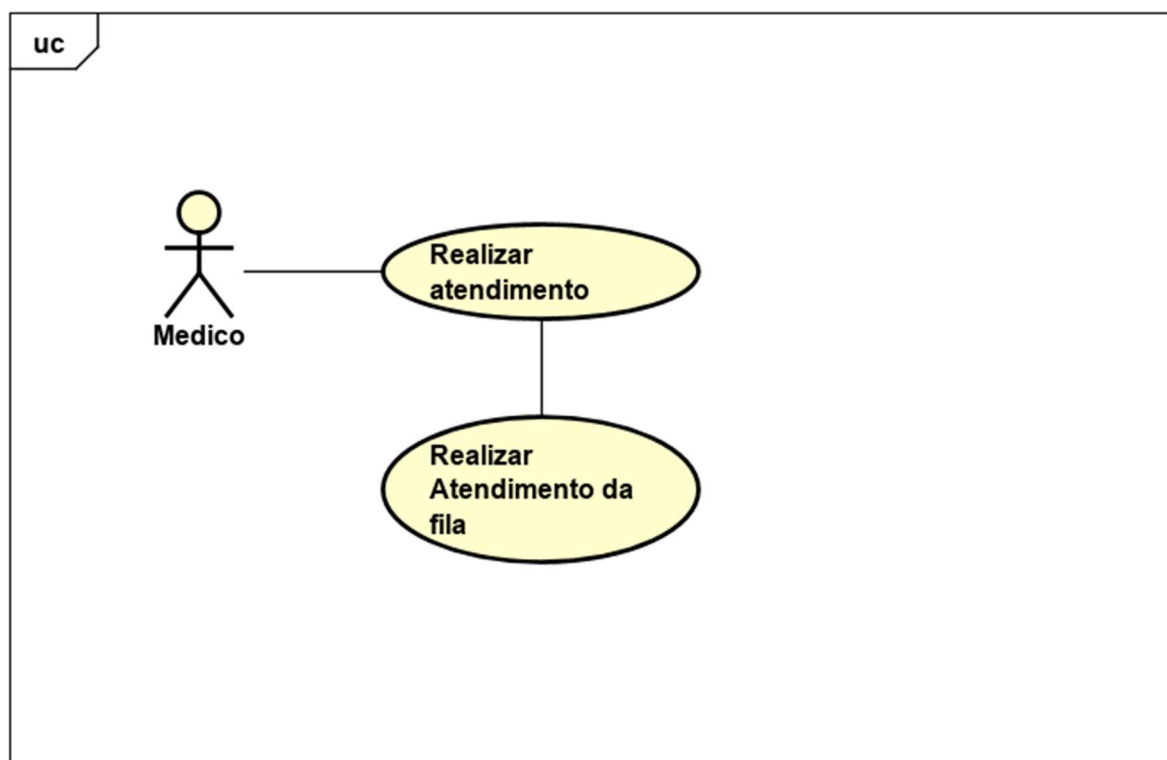 uc
Realizar
atendimento
Medico
Realizar
Atendimento da
fila